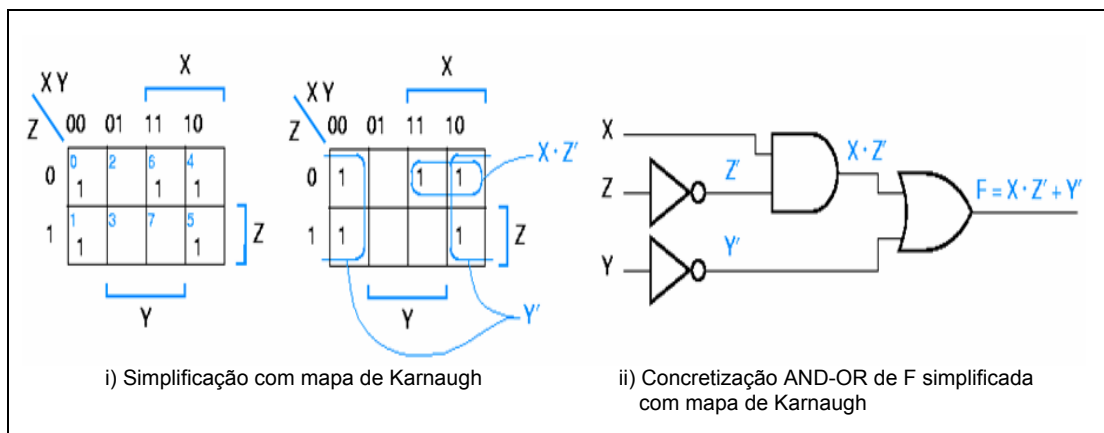 X
X Y
Z 00 01 11 10
0 0 1 2 6 1 4 1
1 1 1 3 7 5 1 Z
Y
X
X Y
Z 00 01 11 10
0 1 1 1 X · Z′
1 1 1 Z
Y Y′
i) Simplificação com mapa de Karnaugh
X
Z Z′ X · Z′
F = X · Z′ + Y′
Y Y′
ii) Concretização AND-OR de F simplificada
com mapa de Karnaugh